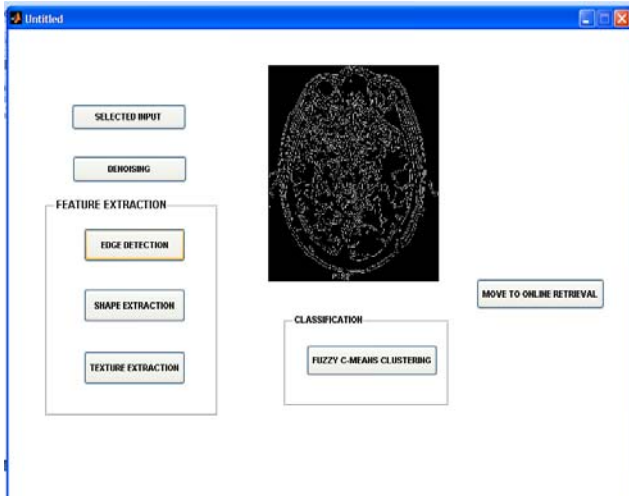 Untitled
SELECTED INPUT
DENOISING
FEATURE EXTRACTION
EDGE DETECTION
SHAPE EXTRACTION
TEXTURE EXTRACTION
CLASSIFICATION
FUZZY C-MEANS CLUSTERING
MOVE TO ONLINE RETRIEVAL